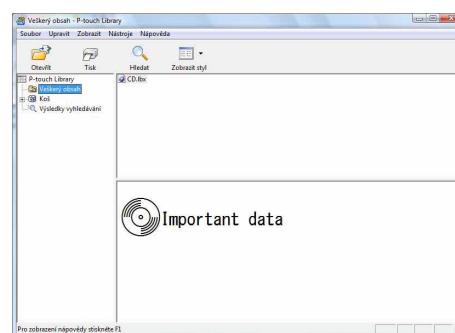 Veškerý obsah - P-touch Library
Soubor Upravit Zobrazit Nástroje Nápověda
Otevřít Tisk Hledat Zobrazit styl
P-touch Library
Veškerý obsah
Koš
Výsledky vyhledávání
CD.lbx
Important data
Pro zobrazení nápovědy stiskněte F1